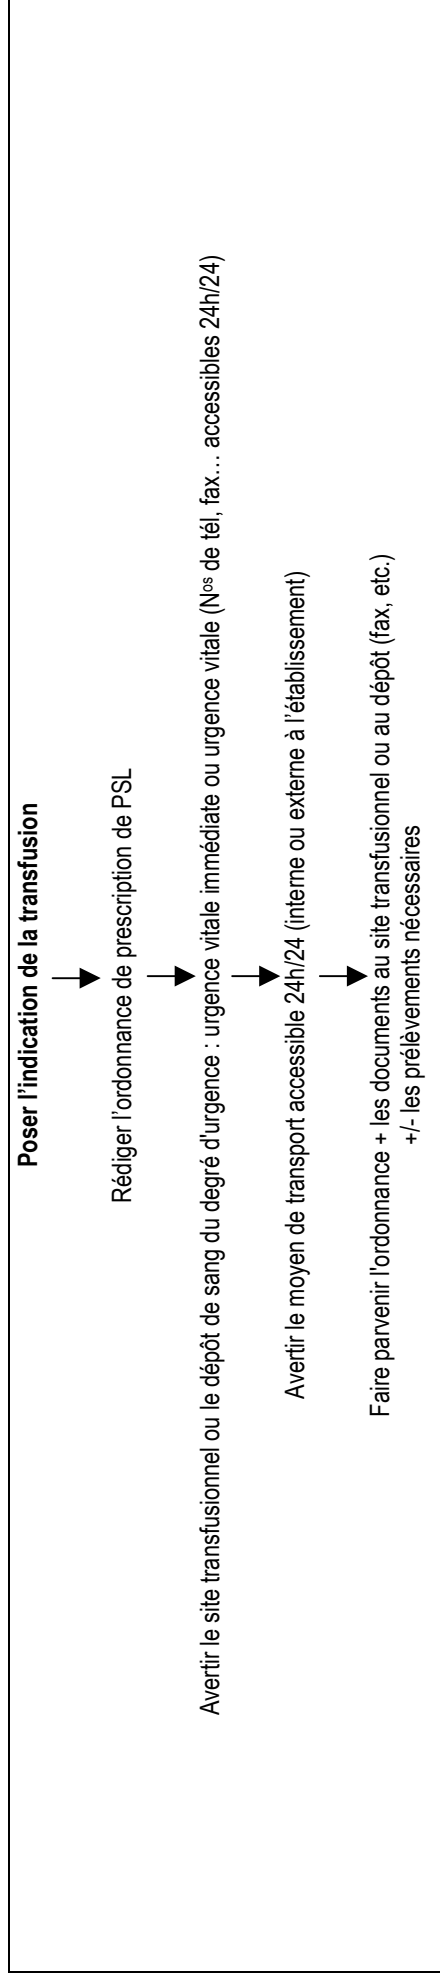 Poser l'indication de la transfusion
Rédiger l'ordonnance de prescription de PSL
Avertir le site transfusionnel ou le dépôt de sang du degré d'urgence : urgence vitale immédiate ou urgence vitale (Nos de tél, fax… accessibles 24h/24)
Avertir le moyen de transport accessible 24h/24 (interne ou externe à l'établissement)
Faire parvenir l'ordonnance + les documents au site transfusionnel ou au dépôt (fax, etc.)
+/- les prélèvements nécessaires